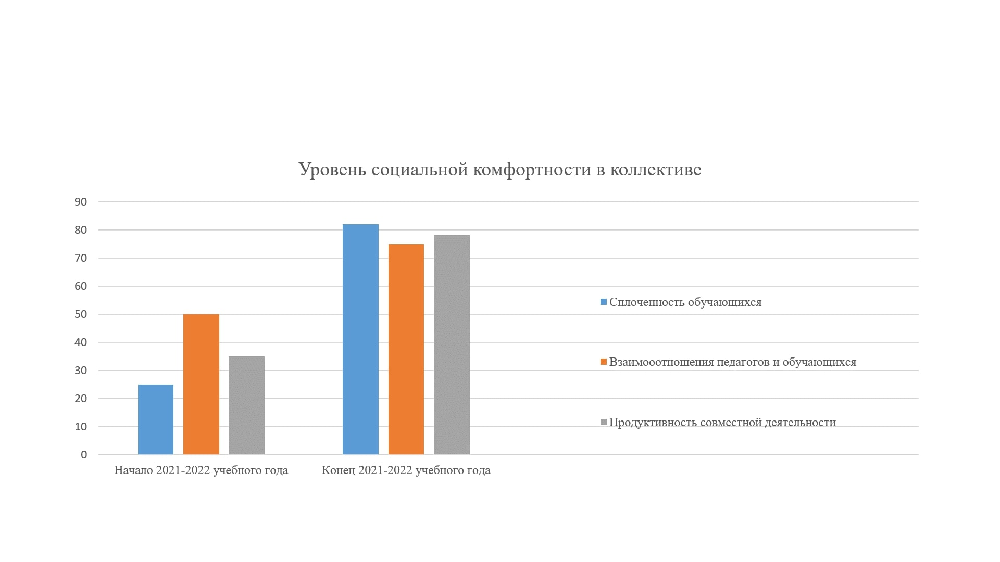 Уровень социальной комфортности в коллективе
90
80
70
60
50
40
30
20
10
0
Начало 2021-2022 учебного года
Конец 2021-2022 учебного года
Сплоченность обучающихся
Взаимооотношения педагогов и обучающихся
Продуктивность совместной деятельности